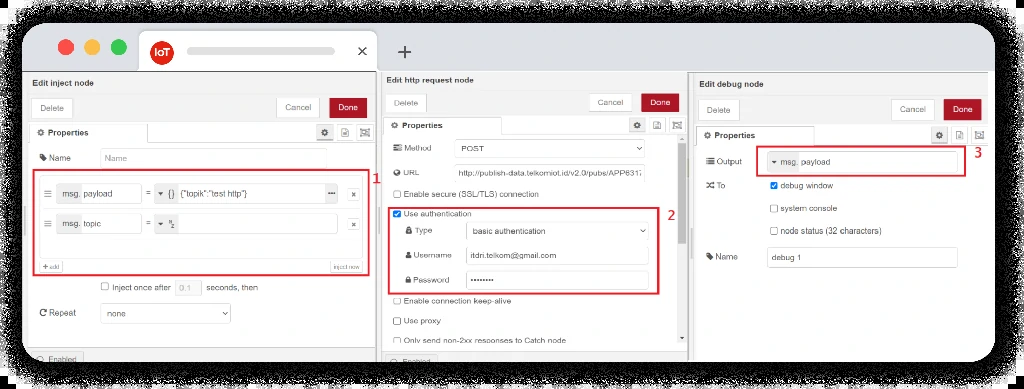 IoT
Edit inject node
Delete
Cancel
Done
Properties
Name
Name
1
msg. payload = {} {"topik":"test http"} ••• x
msg. topic = az x
+ add
inject now
Inject once after 0.1 seconds, then
Repeat
none
Enabled
Edit http request node
Delete
Cancel
Done
Properties
Method
POST
URL
http://publish-data.telkomiot.id/v2.0/pubs/APP6317
Enable secure (SSL/TLS) connection
2
Use authentication
Type
basic authentication
Username
itdri.telkom@gmail.com
Password
••••••••
Enable connection keep-alive
Use proxy
Only send non-2xx responses to Catch node
Enabled
Edit debug node
Delete
Cancel
Done
Properties
3
Output
msg. payload
To
debug window
system console
node status (32 characters)
Name
debug 1